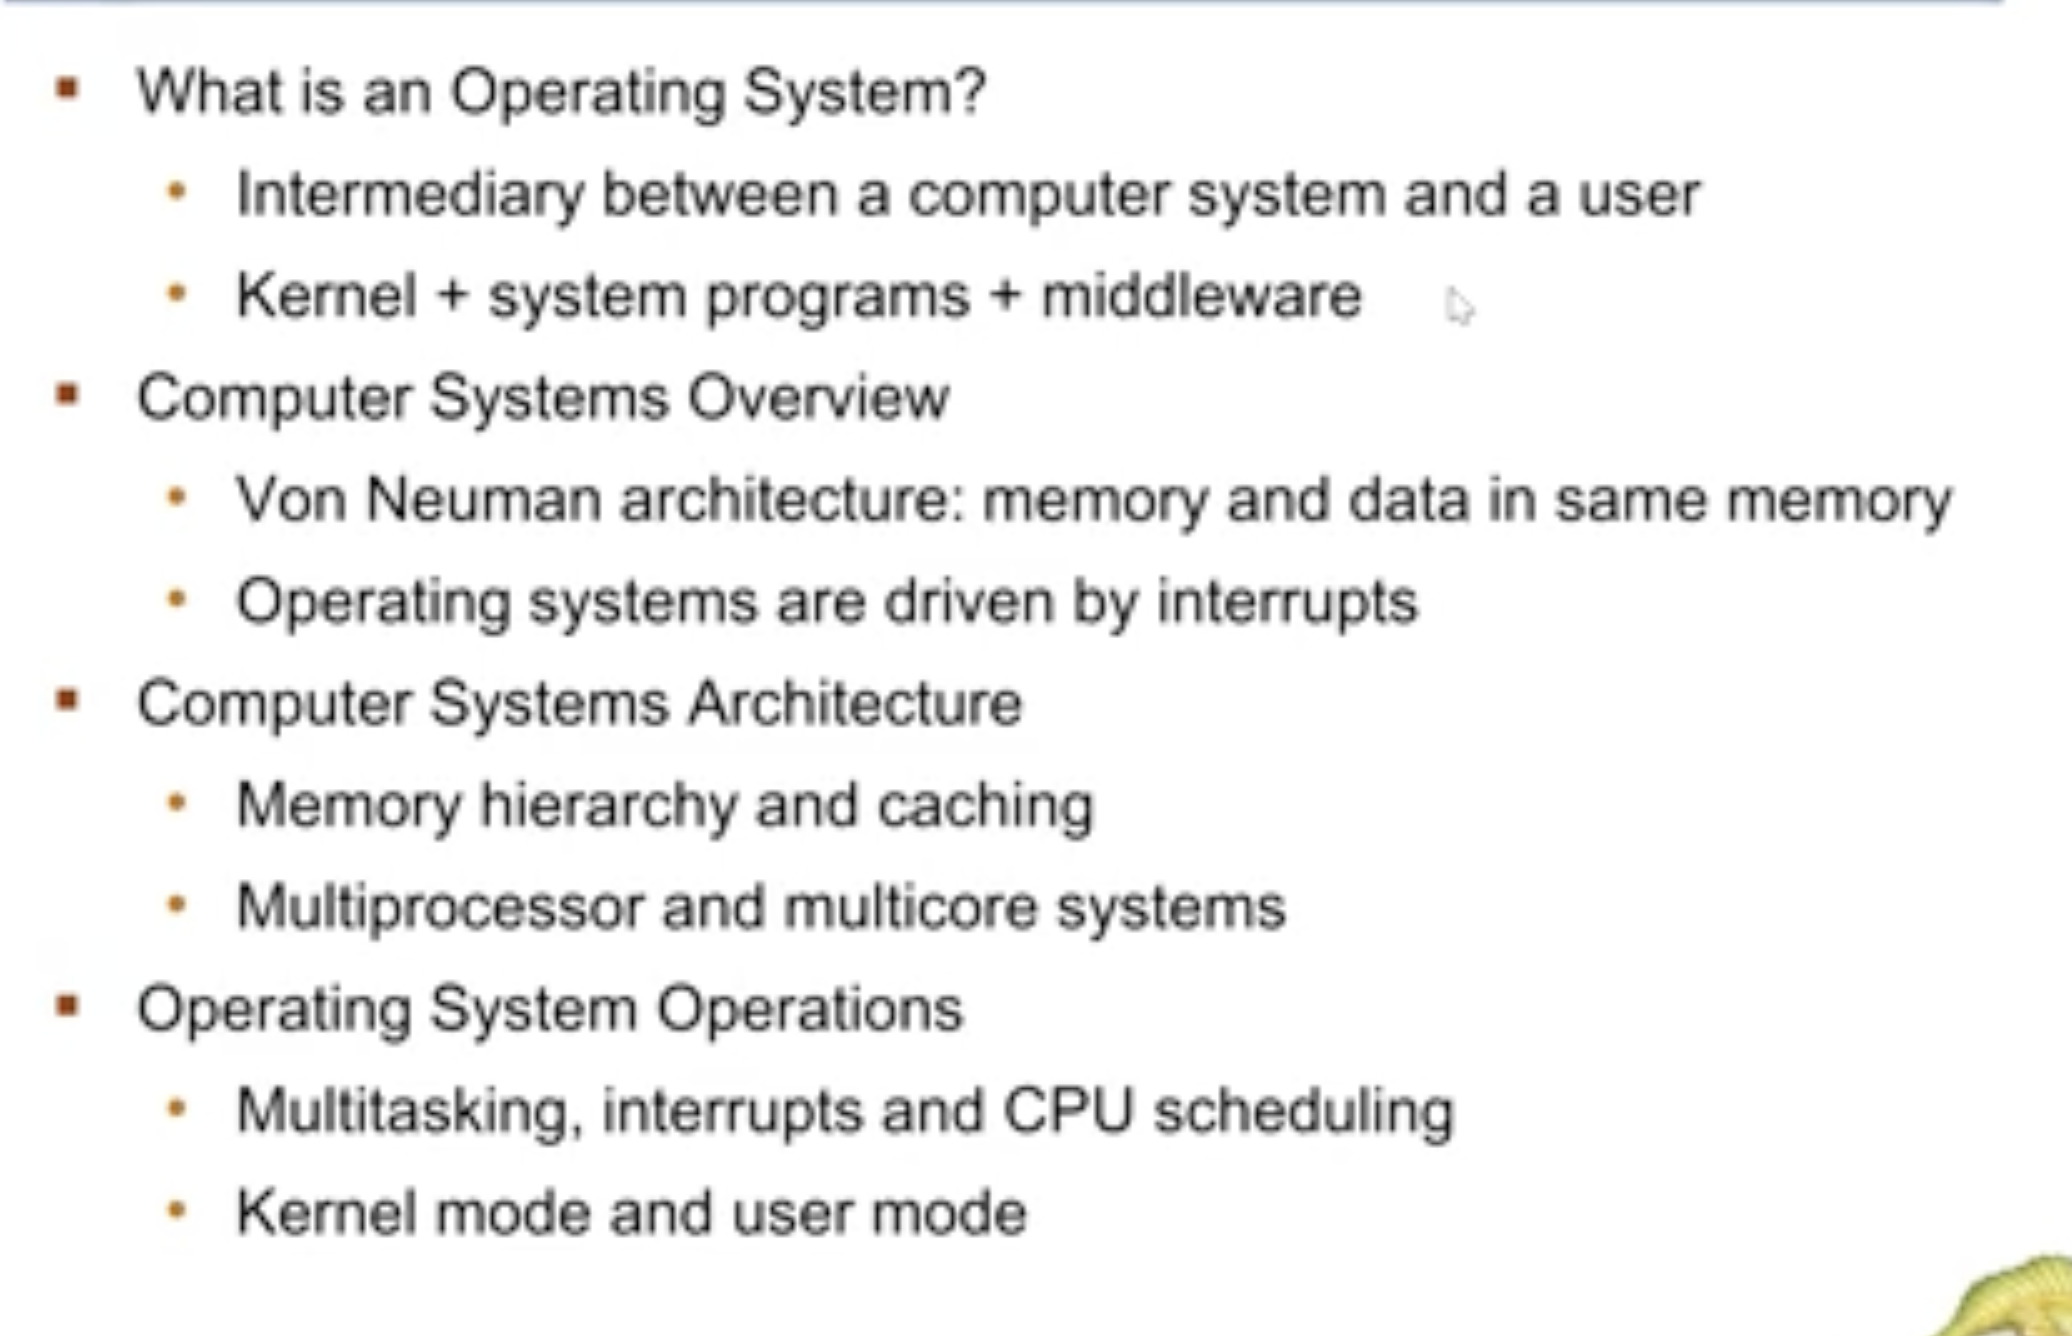 What is an Operating System?
Intermediary between a computer system and a user
Kernel + system programs + middleware
Computer Systems Overview
Von Neuman architecture: memory and data in same memory
Operating systems are driven by interrupts
Computer Systems Architecture
Memory hierarchy and caching
Multiprocessor and multicore systems
Operating System Operations
Multitasking, interrupts and CPU scheduling
Kernel mode and user mode